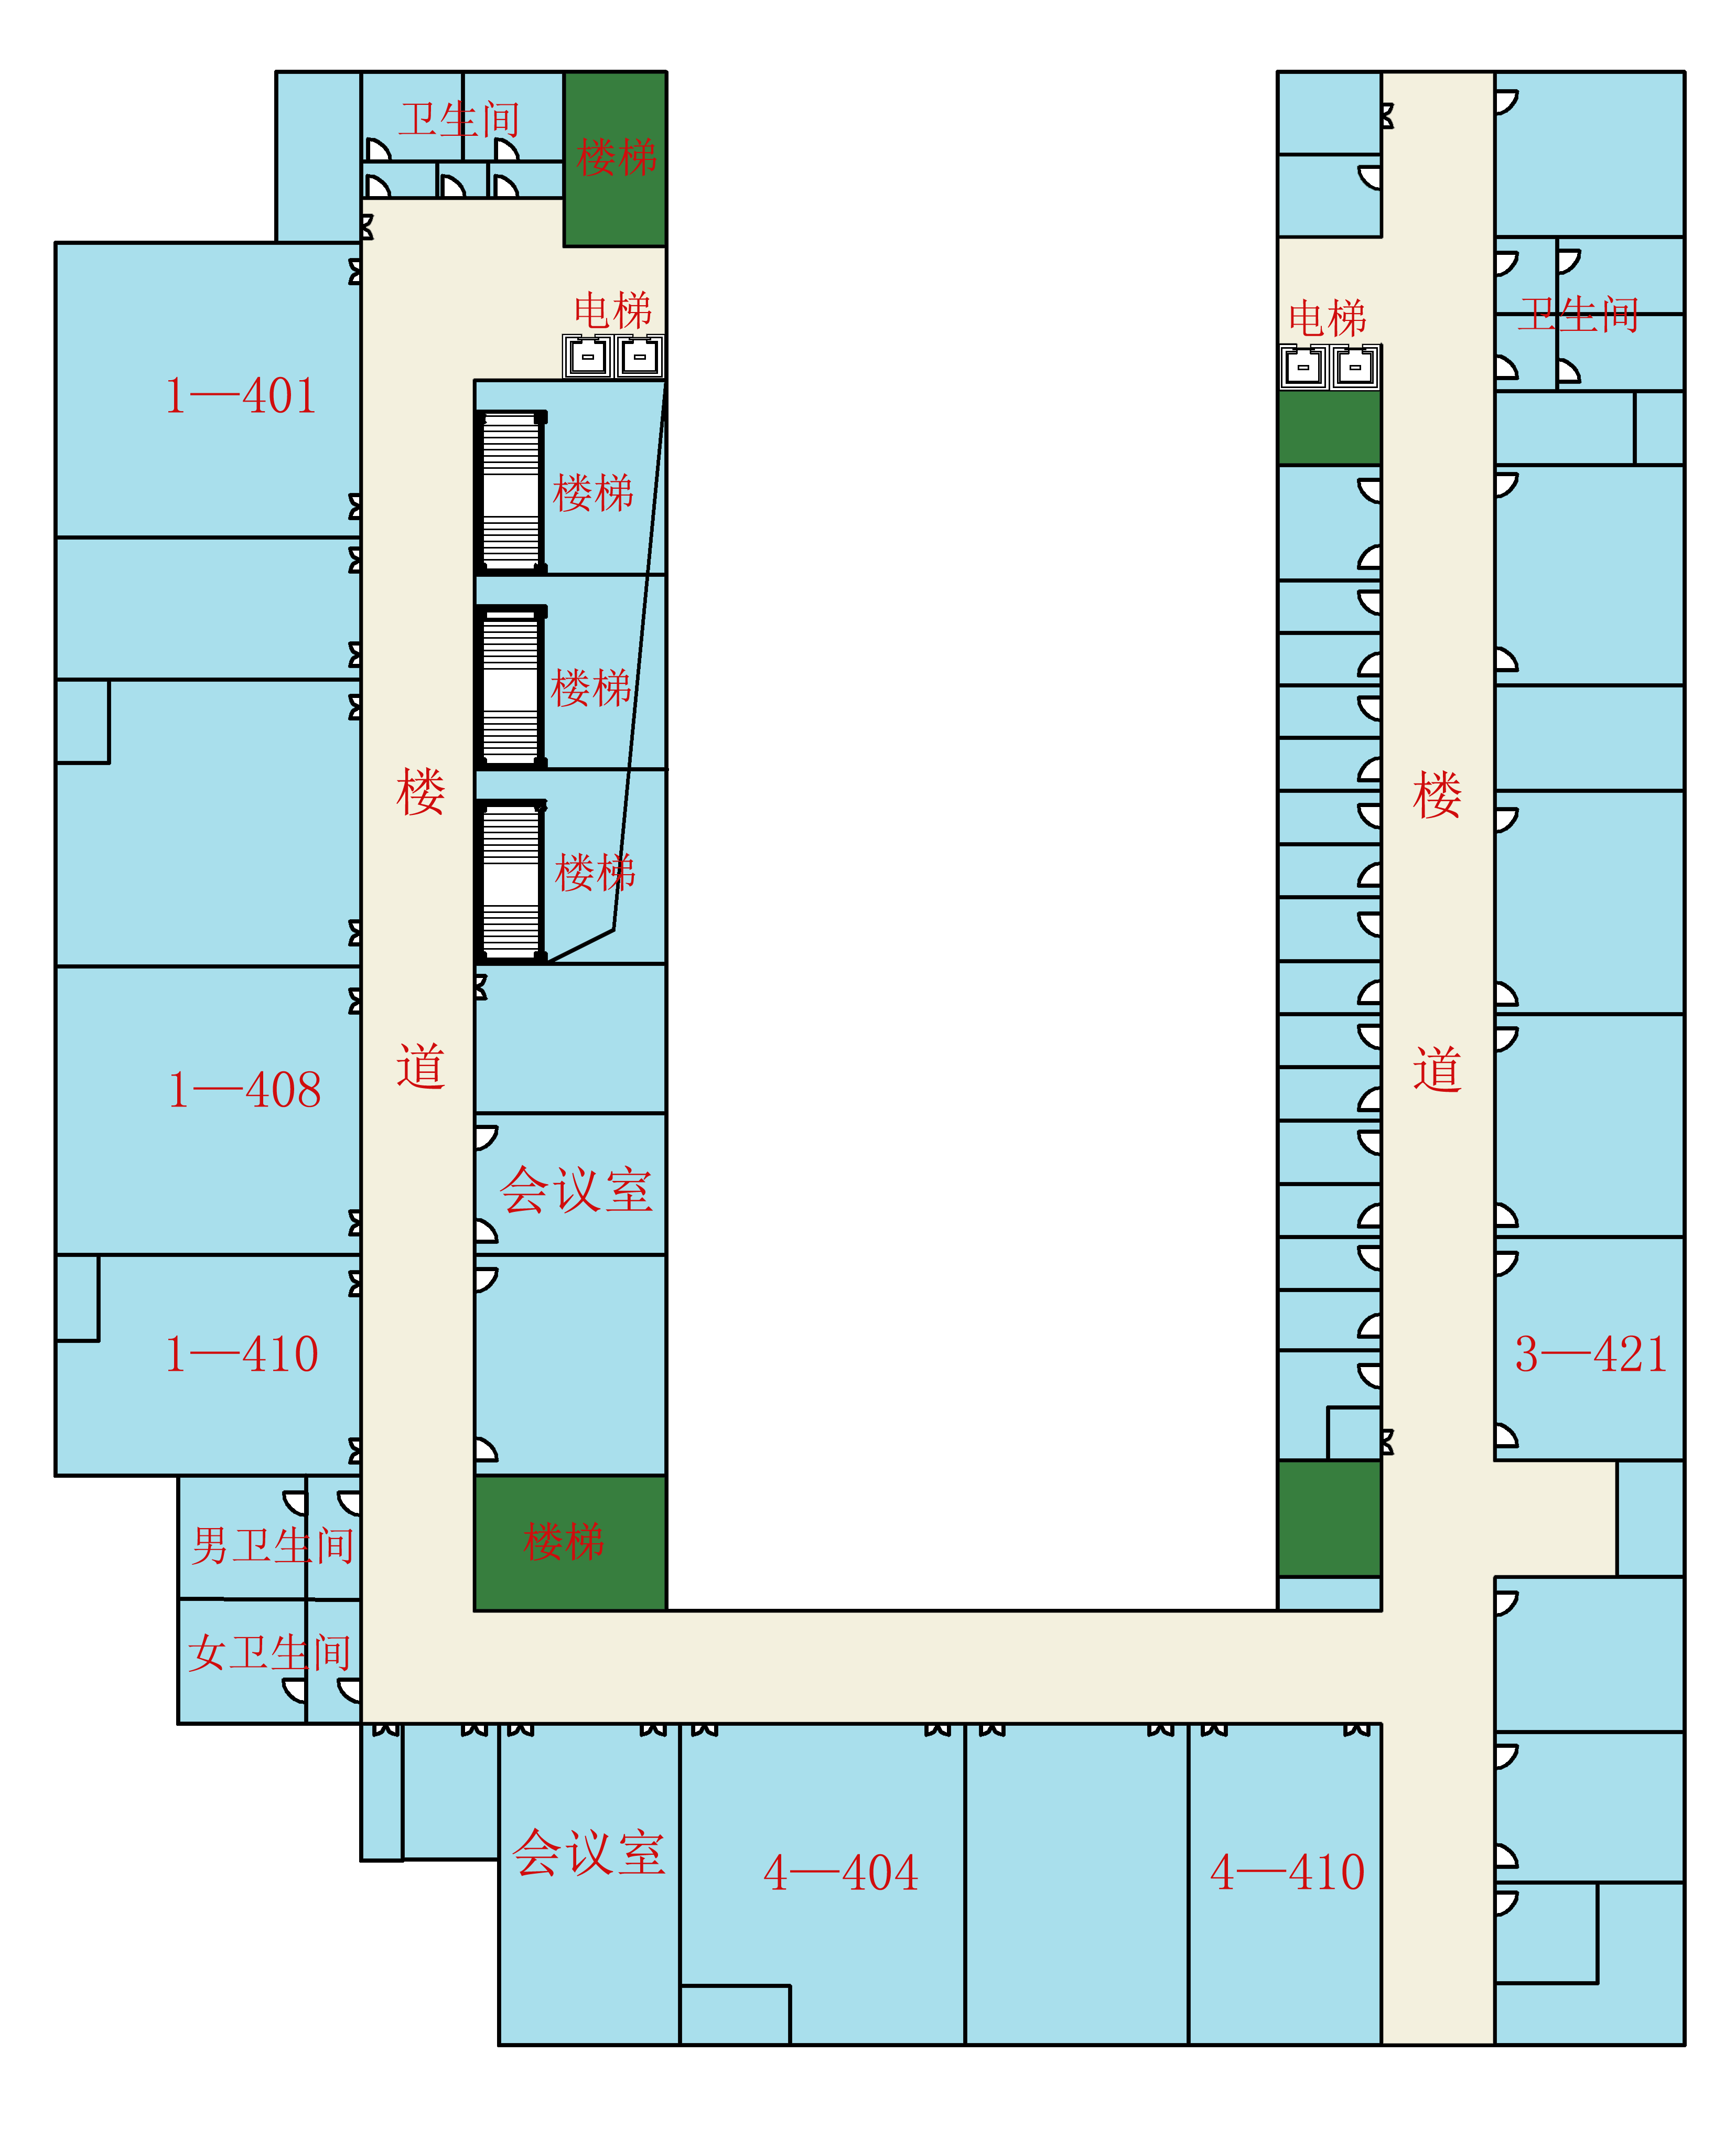 卫生间
楼梯
电梯
电梯
卫生间
1—401
楼梯
楼梯
楼
楼
楼梯
道
道
1—408
会议室
1—410
3—421
男卫生间
楼梯
女卫生间
会议室
4—404
4—410